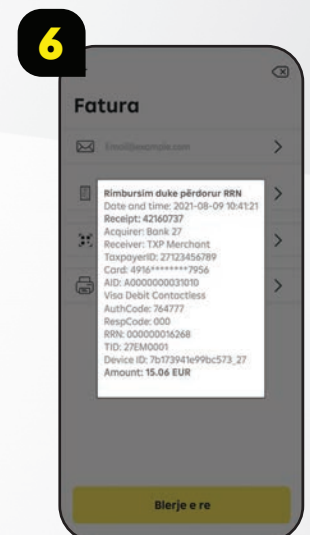 6
Fatura
Email@example.com
Rimbursim duke përdorur RRN
Date and time: 2021-08-09 10:41:21
Receipt: 42160737
Acquirer: Bank 27
Receiver: TXP Merchant
TaxpayerID: 27123456789
Card: 4916********7956
AID: A0000000031010
Visa Debit Contactless
AuthCode: 764777
RespCode: 000
RRN: 000000016268
TID: 27EM0001
Device ID: 7b173941e99bc573_27
Amount: 15.06 EUR
Blerje e re